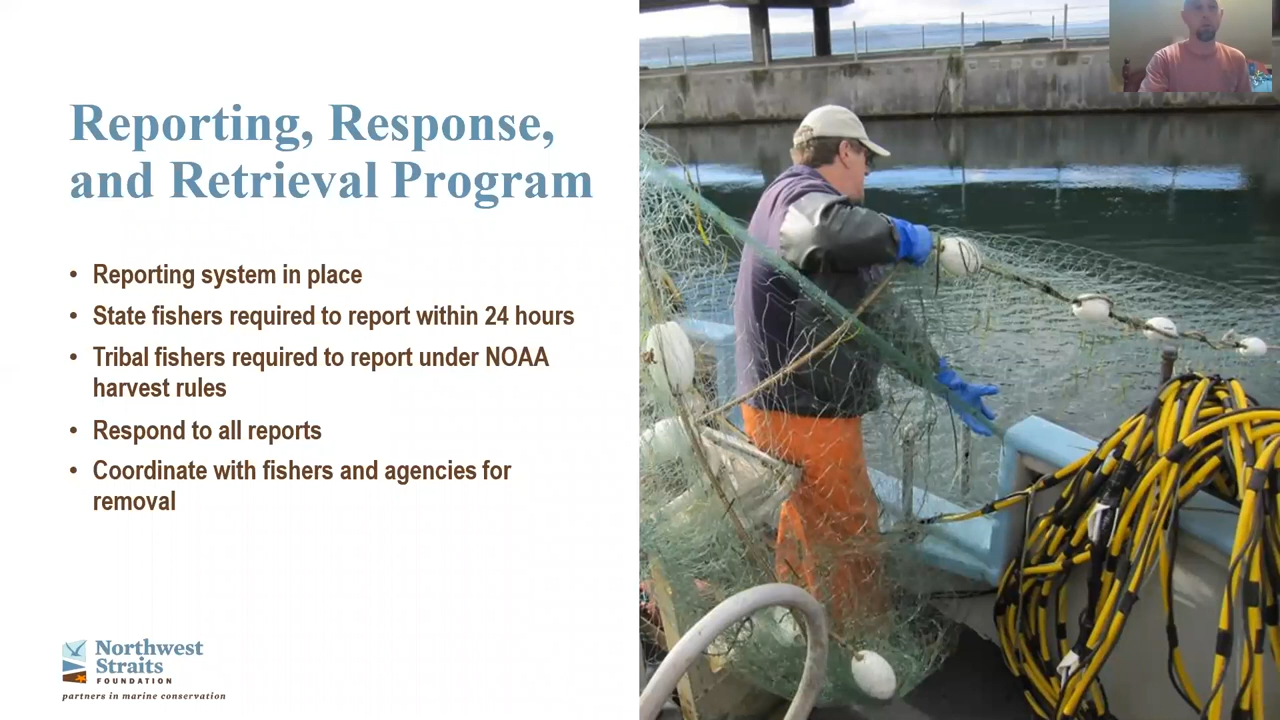 Reporting, Response,
and Retrieval Program
• Reporting system in place
• State fishers required to report within 24 hours
• Tribal fishers required to report under NOAA
harvest rules
• Respond to all reports
• Coordinate with fishers and agencies for
removal
Northwest
Straits
FOUNDATION
partners in marine conservation